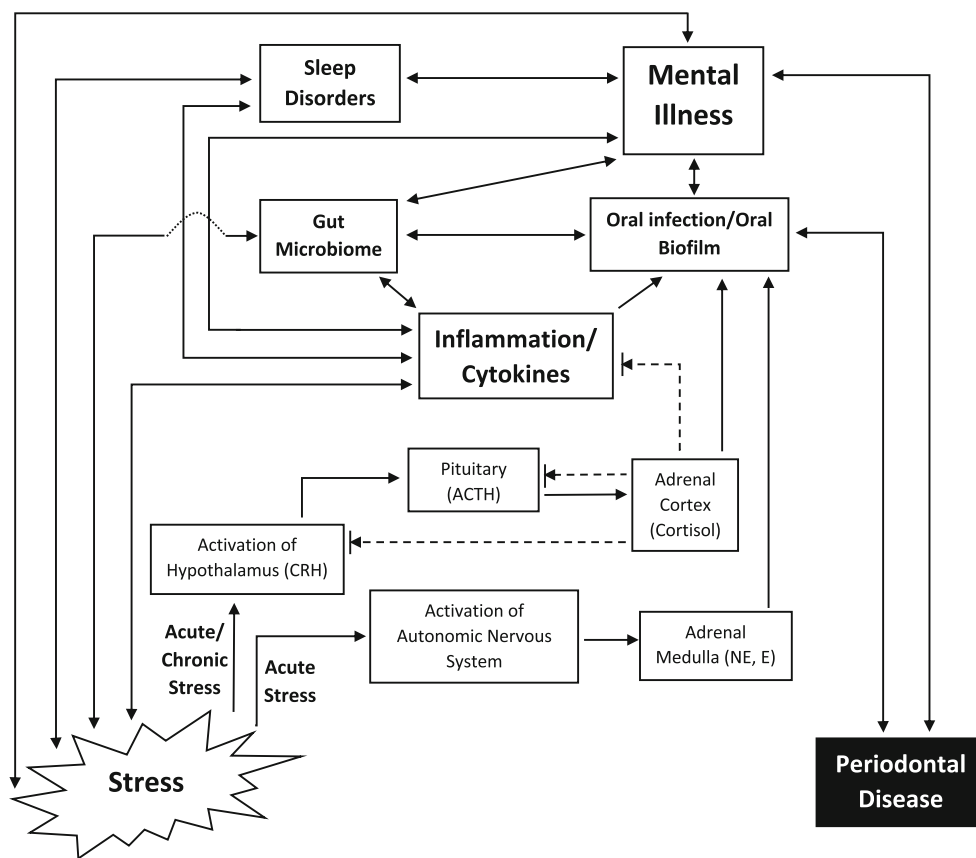 Sleep
Disorders
Mental
Illness
Gut
Microbiome
Oral infection/Oral
Biofilm
Inflammation/
Cytokines
Pituitary
(ACTH)
Adrenal
Cortex
(Cortisol)
Activation of
Hypothalamus (CRH)
Activation of
Autonomic Nervous
System
Adrenal
Medulla (NE, E)
Acute/
Chronic
Stress
Acute
Stress
Stress
Periodontal
Disease